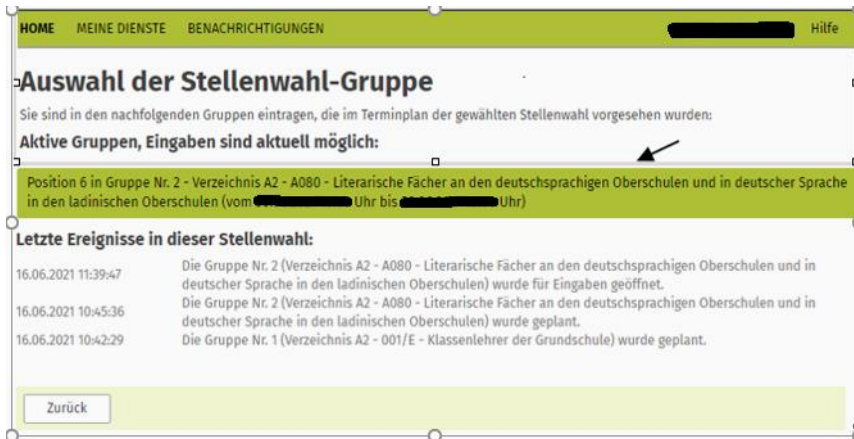 HOME MEINE DIENSTE BENACHRICHTIGUNGEN Hilfe
Auswahl der Stellenwahl-Gruppe
Sie sind in den nachfolgenden Gruppen eintragen, die im Terminplan der gewählten Stellenwahl vorgesehen wurden:
Aktive Gruppen, Eingaben sind aktuell möglich:
Position 6 in Gruppe Nr. 2 - Verzeichnis A2 - A080 - Literarische Fächer an den deutschsprachigen Oberschulen und in deutscher Sprache
in den ladinischen Oberschulen (vom Uhr bis Uhr)
Letzte Ereignisse in dieser Stellenwahl:
16.06.2021 11:39:47 Die Gruppe Nr. 2 (Verzeichnis A2 - A080 - Literarische Fächer an den deutschsprachigen Oberschulen und in
deutscher Sprache in den ladinischen Oberschulen) wurde für Eingaben geöffnet.
16.06.2021 10:45:36 Die Gruppe Nr. 2 (Verzeichnis A2 - A080 - Literarische Fächer an den deutschsprachigen Oberschulen und in
deutscher Sprache in den ladinischen Oberschulen) wurde geplant.
16.06.2021 10:42:29 Die Gruppe Nr. 1 (Verzeichnis A2 - 001/E - Klassenlehrer der Grundschule) wurde geplant.
Zurück